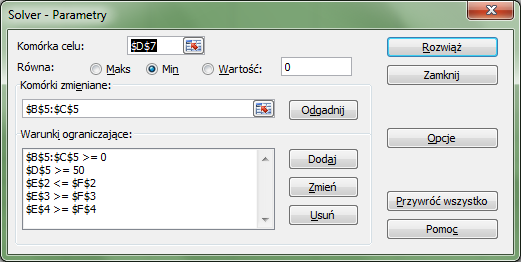 Solver - Parametry
Komórka celu: $D$7
Rozwiąż
Równa: Maks Min Wartość: 0
Zamknij
Komórki zmieniane:
$B$5:$C$5
Odgadnij
Warunki ograniczające:
Opcje
$B$5:$C$5 >= 0
$D$5 >= 50
$E$2 <= $F$2
$E$3 >= $F$3
$E$4 >= $F$4
Dodaj
Zmień
Usuń
Przywróć wszystko
Pomoc